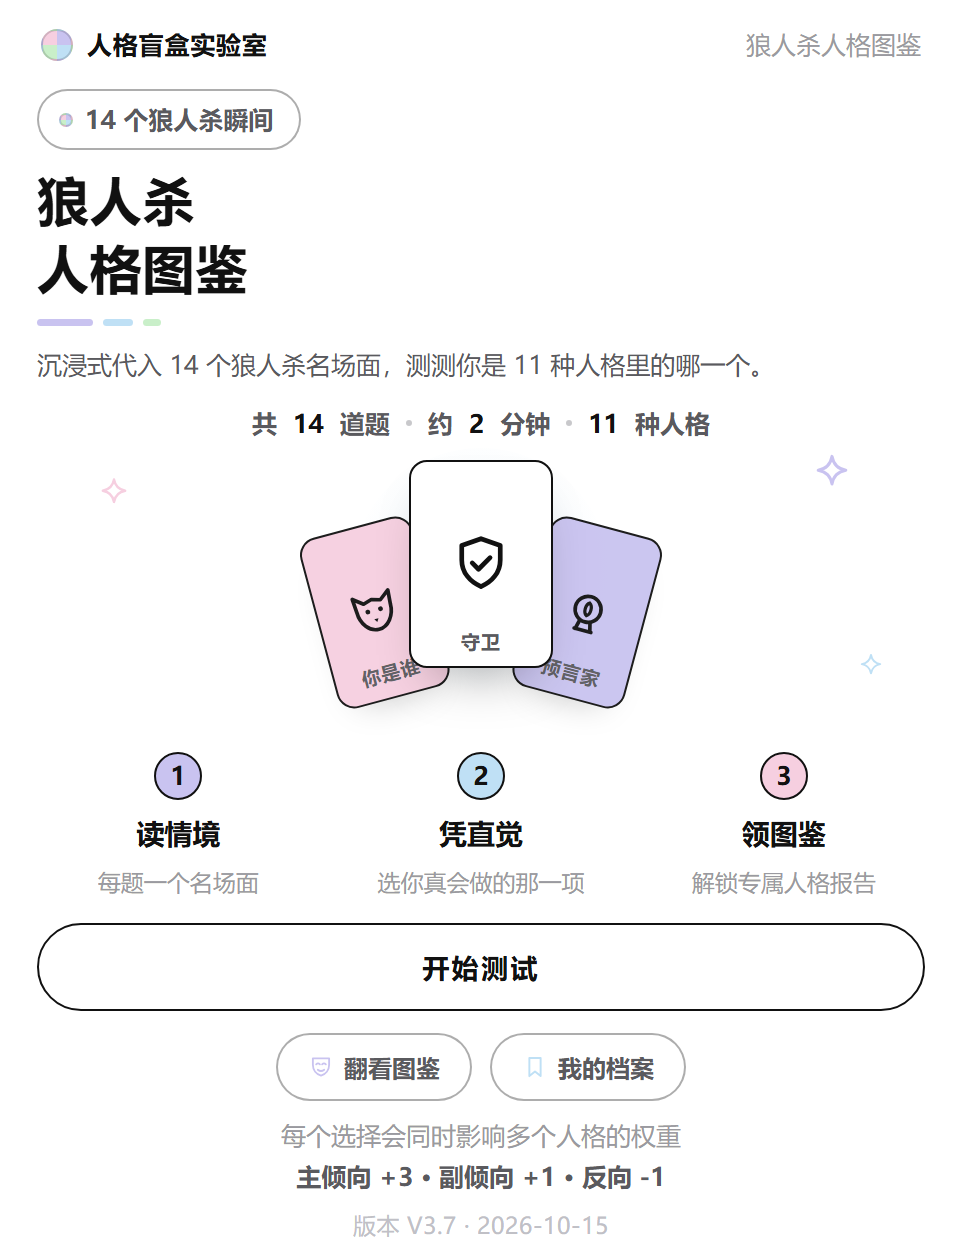 人格盲盒实验室
狼人杀人格图鉴
14 个狼人杀瞬间
狼人杀
人格图鉴
沉浸式代入 14 个狼人杀名场面，测测你是 11 种人格里的哪一个。
共 14 道题 · 约 2 分钟 · 11 种人格
你是谁
守卫
预言家
1
2
3
读情境
凭直觉
领图鉴
每题一个名场面
选你真会做的那一项
解锁专属人格报告
开始测试
翻看图鉴
我的档案
每个选择会同时影响多个人格的权重
主倾向 +3 • 副倾向 +1 • 反向 -1
版本 V3.7 · 2026-10-15